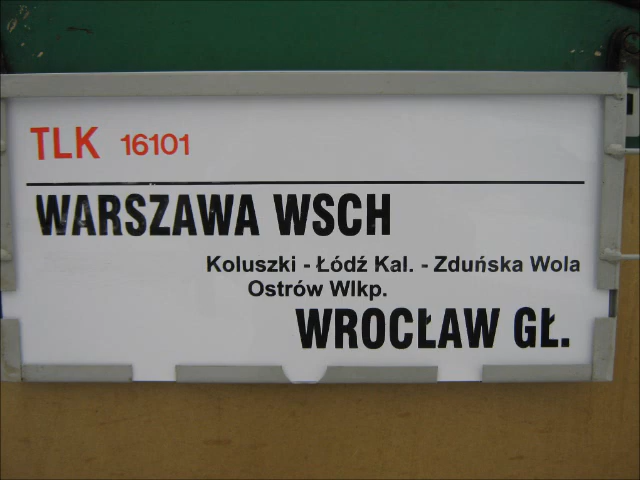 TLK 16101
WARSZAWA WSCH
Koluszki - Łódź Kal. - Zduńska Wola
Ostrów Wlkp.
WROCŁAW GŁ.